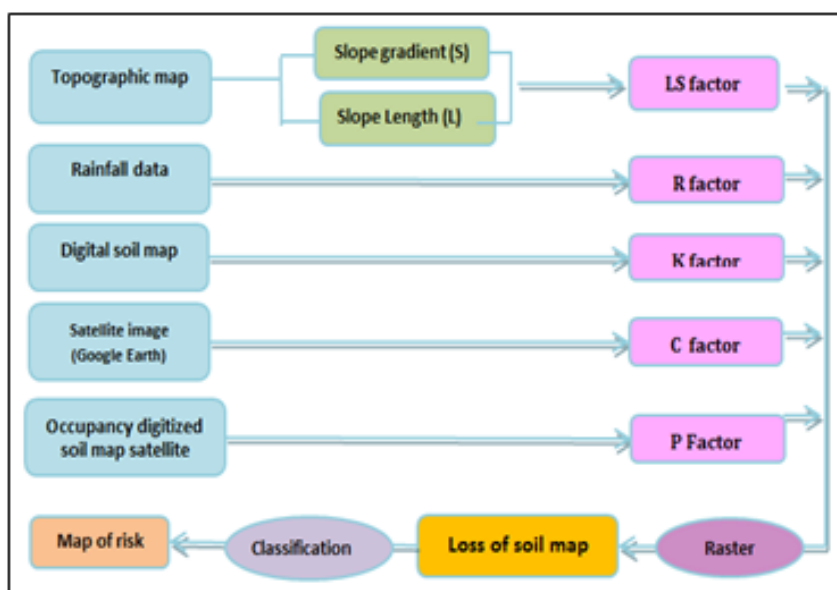 Topographic map
Slope gradient (S)
Slope Length (L)
LS factor
Rainfall data
R factor
Digital soil map
K factor
Satellite image
(Google Earth)
C factor
Occupancy digitized
soil map satellite
P Factor
Map of risk
Classification
Loss of soil map
Raster